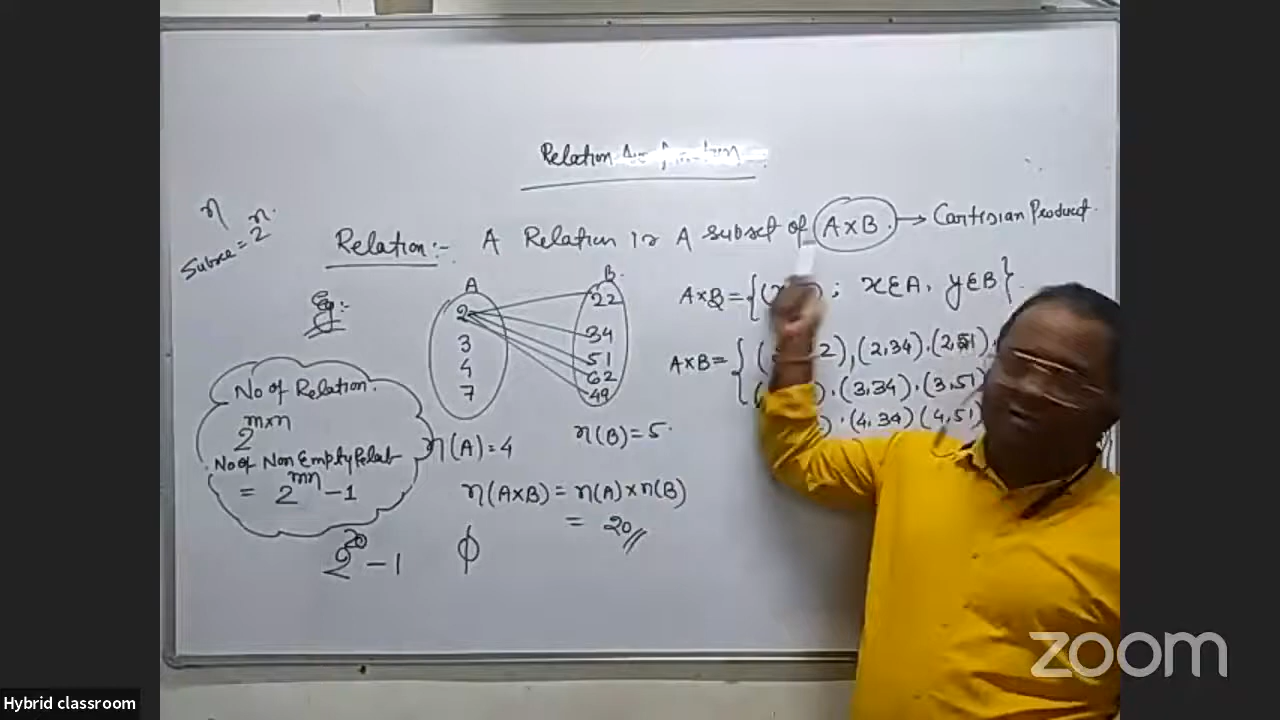 Relation
n
Subse = 2^n.
Relation:-. A Relation is A subset of A×B. → Cartisian Product.
Eg:
A
B.
2
3
4
7
22
34
51
62
49
A×B = { ; x∈A, y∈B}.
A×B = { 2),(2,34).(2,51).
.(3,34).(3,51)
.(4,34)(4,51)
No of Relation.
2^m×n
No of Non Empty Relat
= 2^mn -1
n(A)=4
n(B)=5.
n(A×B) = n(A)×n(B)
= 20//
2^20 -1
ϕ
zoom
Hybrid classroom